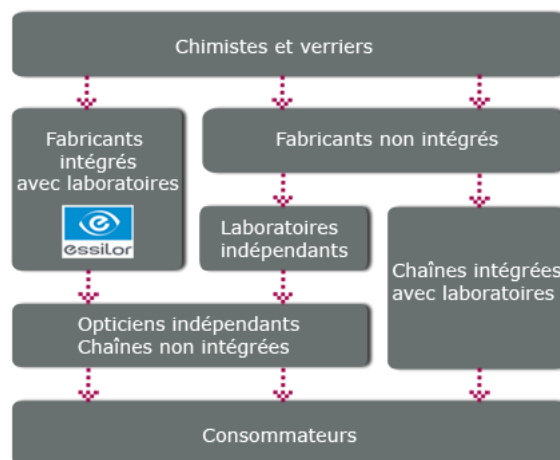 Chimistes et verriers
Fabricants
intégrés
avec laboratoires
essilor
Fabricants non intégrés
Laboratoires
indépendants
Chaînes intégrées
avec laboratoires
Opticiens indépendants
Chaînes non intégrées
Consommateurs